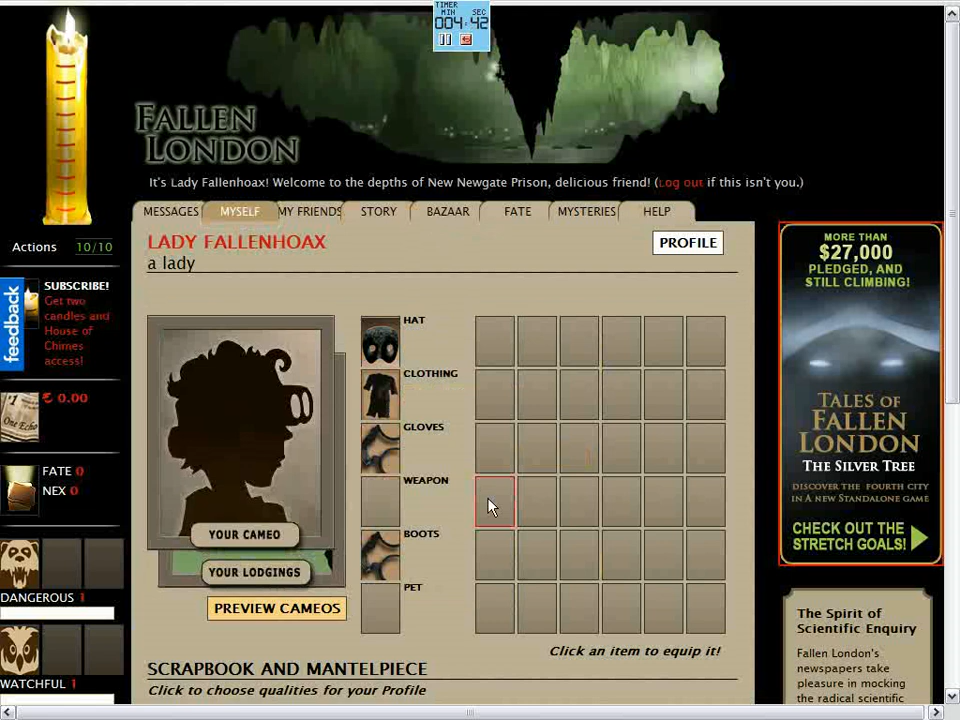 TIMER
MIN SEC
004:42
FALLEN
LONDON
It's Lady Fallenhoax! Welcome to the depths of New Newgate Prison, delicious friend! (Log out if this isn't you.)
MESSAGES MYSELF MY FRIENDS STORY BAZAAR FATE MYSTERIES HELP
Actions 10/10
SUBSCRIBE!
Get two
candles and
House of
Chimes
access!
feedback
One Echo
0.00
FATE 0
NEX 0
DANGEROUS 1
WATCHFUL 1
LADY FALLENHOAX
a lady
PROFILE
HAT
CLOTHING
GLOVES
WEAPON
BOOTS
PET
YOUR CAMEO
YOUR LODGINGS
PREVIEW CAMEOS
Click an item to equip it!
SCRAPBOOK AND MANTELPIECE
Click to choose qualities for your Profile
MORE THAN
$27,000
PLEDGED, AND
STILL CLIMBING!
TALES OF
FALLEN
LONDON
THE SILVER TREE
DISCOVER THE FOURTH CITY
IN A NEW STANDALONE GAME
CHECK OUT THE
STRETCH GOALS!
The Spirit of
Scientific Enquiry
Fallen London's
newspapers take
pleasure in mocking
the radical scientific